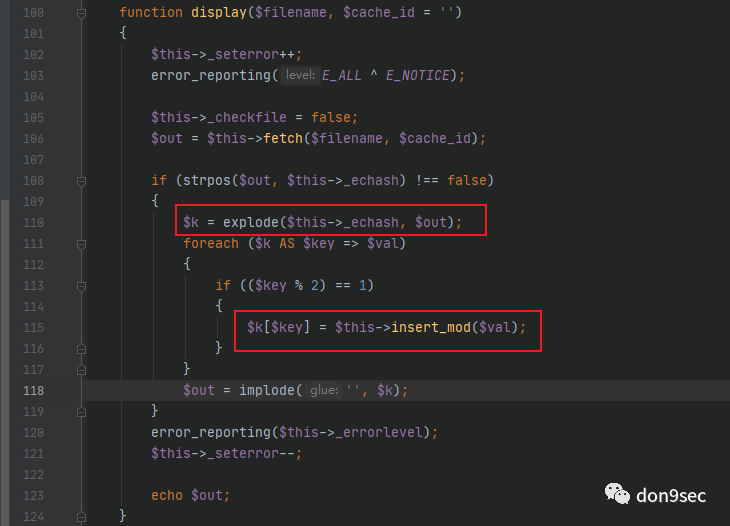 100 function display($filename, $cache_id = '')
101 {
102 $this->_seterror++;
103 error_reporting( level: E_ALL ^ E_NOTICE);
104
105 $this->_checkfile = false;
106 $out = $this->fetch($filename, $cache_id);
107
108 if (strpos($out, $this->_echash) !== false)
109 {
110 $k = explode($this->_echash, $out);
111 foreach ($k AS $key => $val)
112 {
113 if (($key % 2) == 1)
114 {
115 $k[$key] = $this->insert_mod($val);
116 }
117 }
118 $out = implode( glue: '', $k);
119 }
120 error_reporting($this->_errorlevel);
121 $this->_seterror--;
122
123 echo $out;
124 }
don9sec